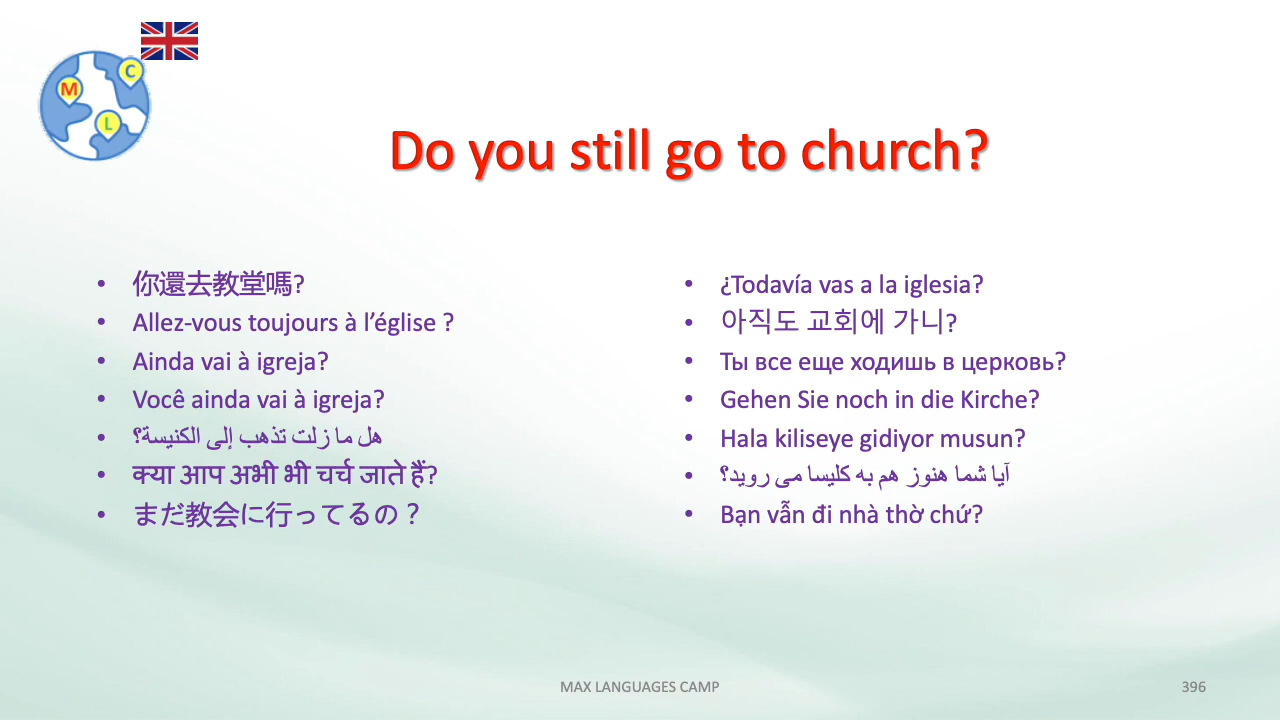 M
C
L
Do you still go to church?
• 你還去教堂嗎?
• Allez-vous toujours à l’église ?
• Ainda vai à igreja?
• Você ainda vai à igreja?
• هل ما زلت تذهب إلى الكنيسة؟
• क्या आप अभी भी चर्च जाते हैं?
• まだ教会に行ってるの？
• ¿Todavía vas a la iglesia?
• 아직도 교회에 가니?
• Ты все еще ходишь в церковь?
• Gehen Sie noch in die Kirche?
• Hala kiliseye gidiyor musun?
• آیا شما هنوز هم به کلیسا می روید؟
• Bạn vẫn đi nhà thờ chứ?
MAX LANGUAGES CAMP
396